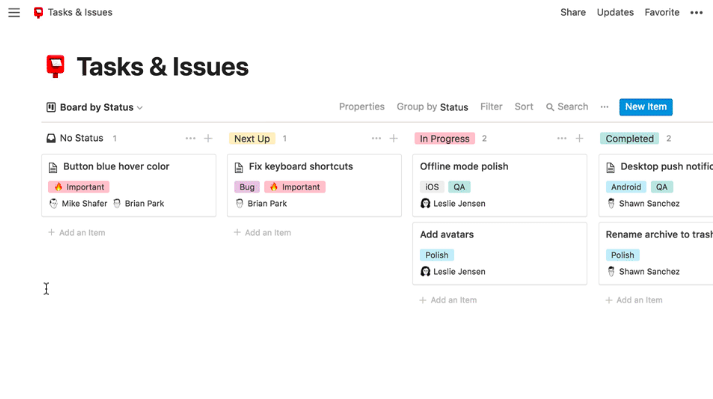 Tasks & Issues
Share Updates Favorite •••
Tasks & Issues
Board by Status
Properties Group by Status Filter Sort Search ••• New Item
No Status 1
Button blue hover color
🔥 Important
Mike Shafer Brian Park
+ Add an Item
Next Up 1
Fix keyboard shortcuts
Bug 🔥 Important
Brian Park
+ Add an Item
In Progress 2
Offline mode polish
iOS QA
Leslie Jensen
Add avatars
Polish
Leslie Jensen
+ Add an Item
Completed 2
Desktop push notific
Android QA
Shawn Sanchez
Rename archive to trash
Polish
Shawn Sanchez
+ Add an Item